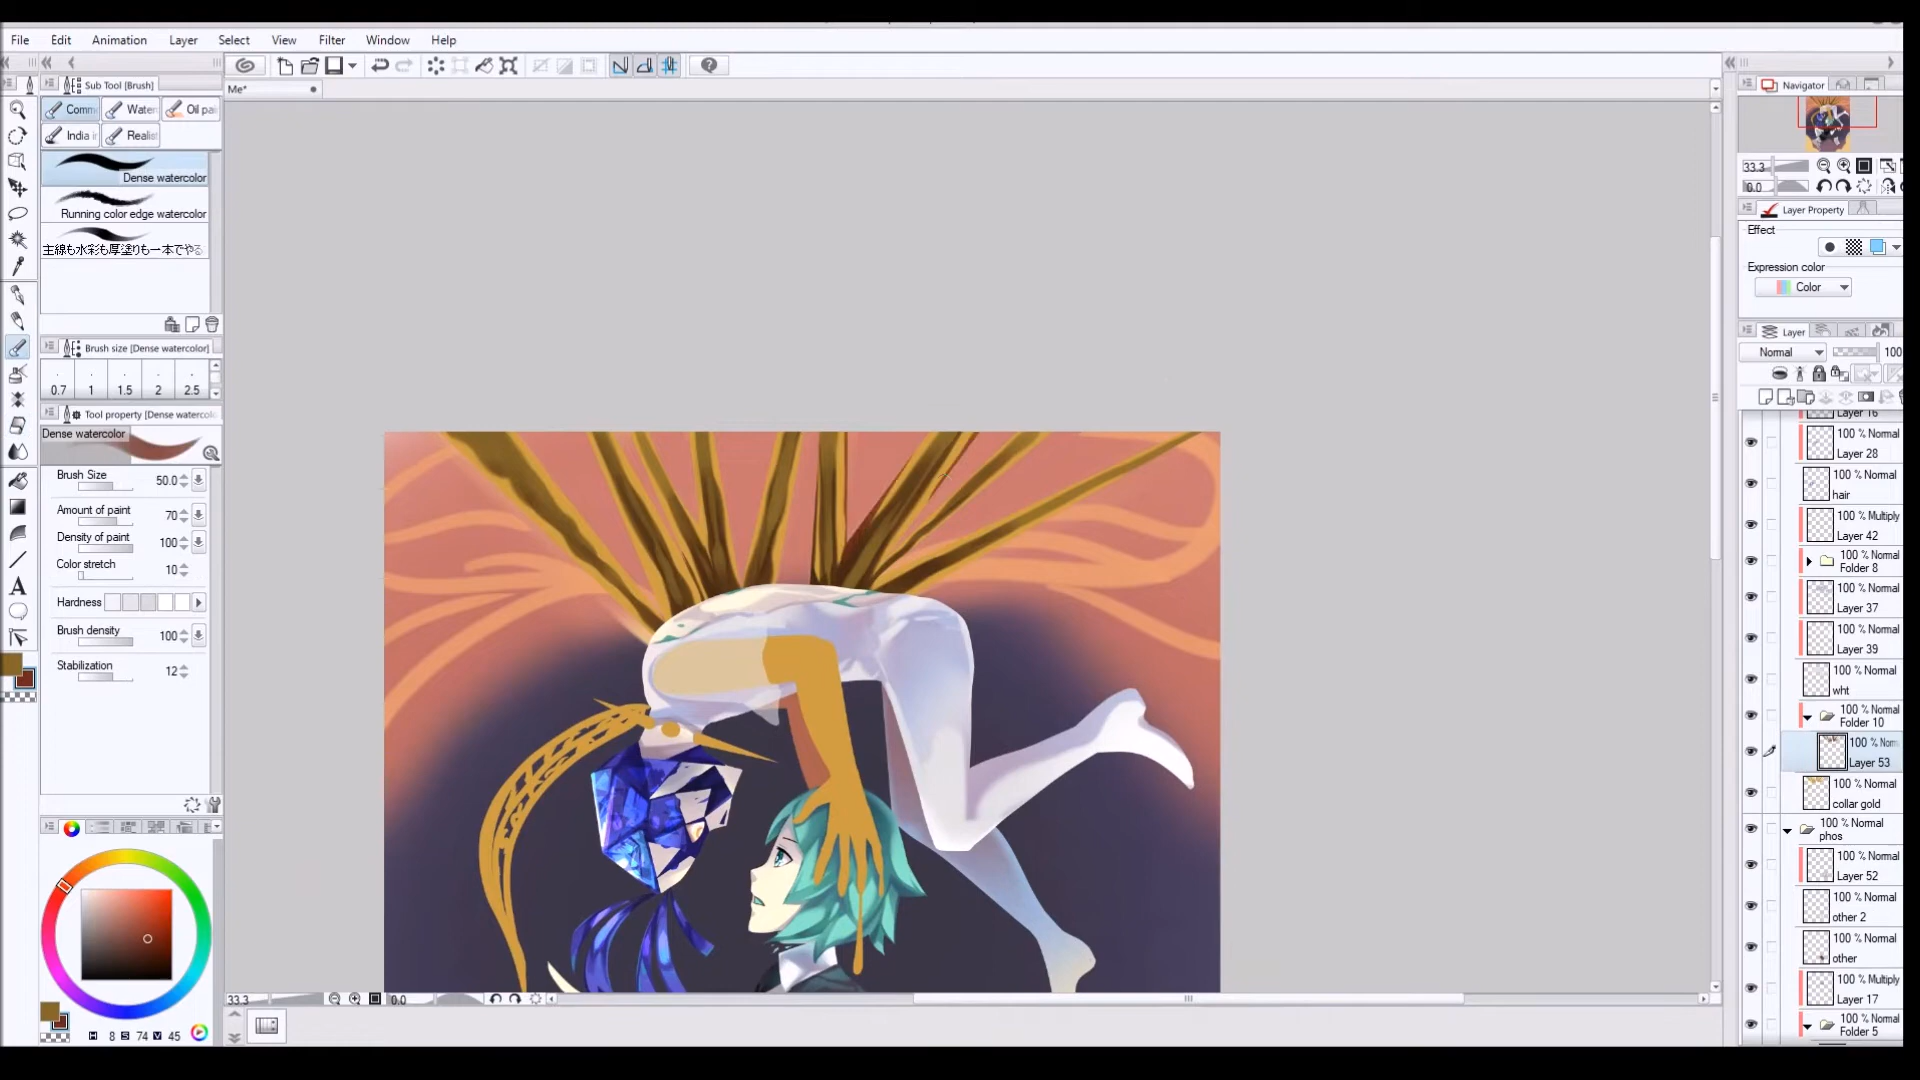 File Edit Animation Layer Select View Filter Window Help
Sub Tool [Brush]
Me*
Navigator
Comm Water Oil pai
India in Realist
Dense watercolor
Running color edge watercolor
主線も水彩も厚塗りも一本でやる
33.3
0.0
Layer Property
Effect
Expression color
Color
Brush size [Dense watercolor]
0.7 1 1.5 2 2.5
Tool property [Dense watercolo
Dense watercolor
Brush Size 50.0
Amount of paint 70
Density of paint 100
Color stretch 10
Hardness
Brush density 100
Stabilization 12
Layer
Normal 100
Layer 16
100 % Normal
Layer 28
100 % Normal
hair
100 % Multiply
Layer 42
100 % Normal
Folder 8
100 % Normal
Layer 37
100 % Normal
Layer 39
100 % Normal
wht
100 % Normal
Folder 10
100 % Norm
Layer 53
100 % Normal
collar gold
100 % Normal
phos
100 % Normal
Layer 52
100 % Normal
other 2
100 % Normal
other
100 % Multiply
Layer 17
100 % Normal
Folder 5
33.3 0.0
H 8 S 74 V 45